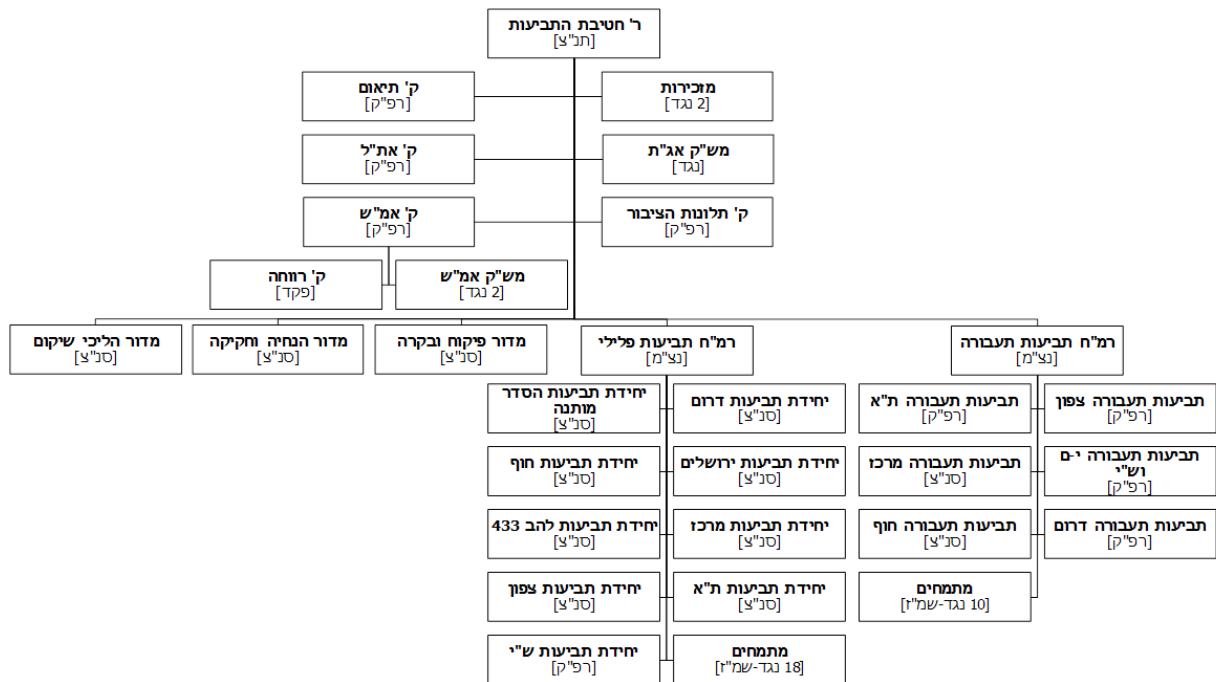 ר' חטיבת התביעות
[תנ"צ]
מזכירות
[2 נגד]
ק' תיאום
[רפ"ק]
מש"ק אג"ת
[נגד]
ק' את"ל
[רפ"ק]
ק' תלונות הציבור
[רפ"ק]
ק' אמ"ש
[רפ"ק]
מש"ק אמ"ש
[2 נגד]
ק' רווחה
[פקד]
רמ"ח תביעות תעבורה
[נצ"מ]
רמ"ח תביעות פלילי
[נצ"מ]
מדור פיקוח ובקרה
[סנ"צ]
מדור הנחיה וחקיקה
[סנ"צ]
מדור הליכי שיקום
[סנ"צ]
תביעות תעבורה צפון
[רפ"ק]
תביעות תעבורה ת"א
[רפ"ק]
תביעות תעבורה י-ם
וש"י
[רפ"ק]
תביעות תעבורה מרכז
[סנ"צ]
תביעות תעבורה דרום
[רפ"ק]
תביעות תעבורה חוף
[סנ"צ]
מתמחים
[10 נגד-שמ"ז]
יחידת תביעות דרום
[סנ"צ]
יחידת תביעות הסדר
מותנה
[סנ"צ]
יחידת תביעות ירושלים
[סנ"צ]
יחידת תביעות חוף
[סנ"צ]
יחידת תביעות מרכז
[סנ"צ]
יחידת תביעות להב 433
[סנ"צ]
יחידת תביעות ת"א
[סנ"צ]
יחידת תביעות צפון
[סנ"צ]
מתמחים
[18 נגד-שמ"ז]
יחידת תביעות ש"י
[רפ"ק]